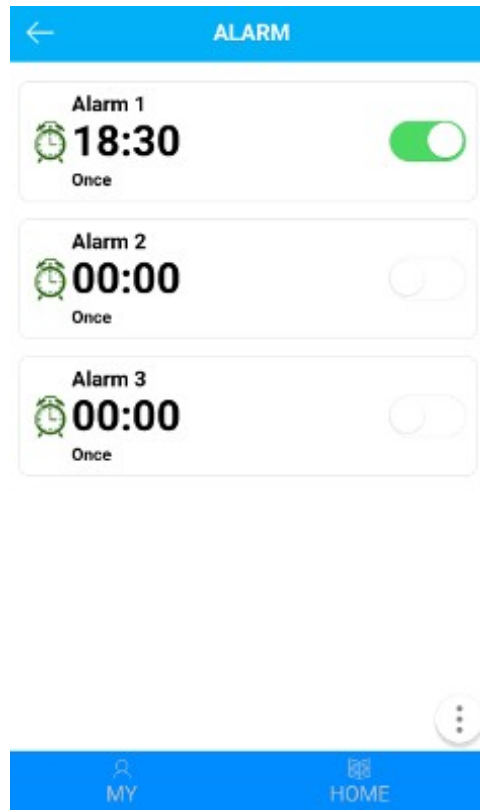 ALARM
Alarm 1
18:30
Once
Alarm 2
00:00
Once
Alarm 3
00:00
Once
MY
HOME